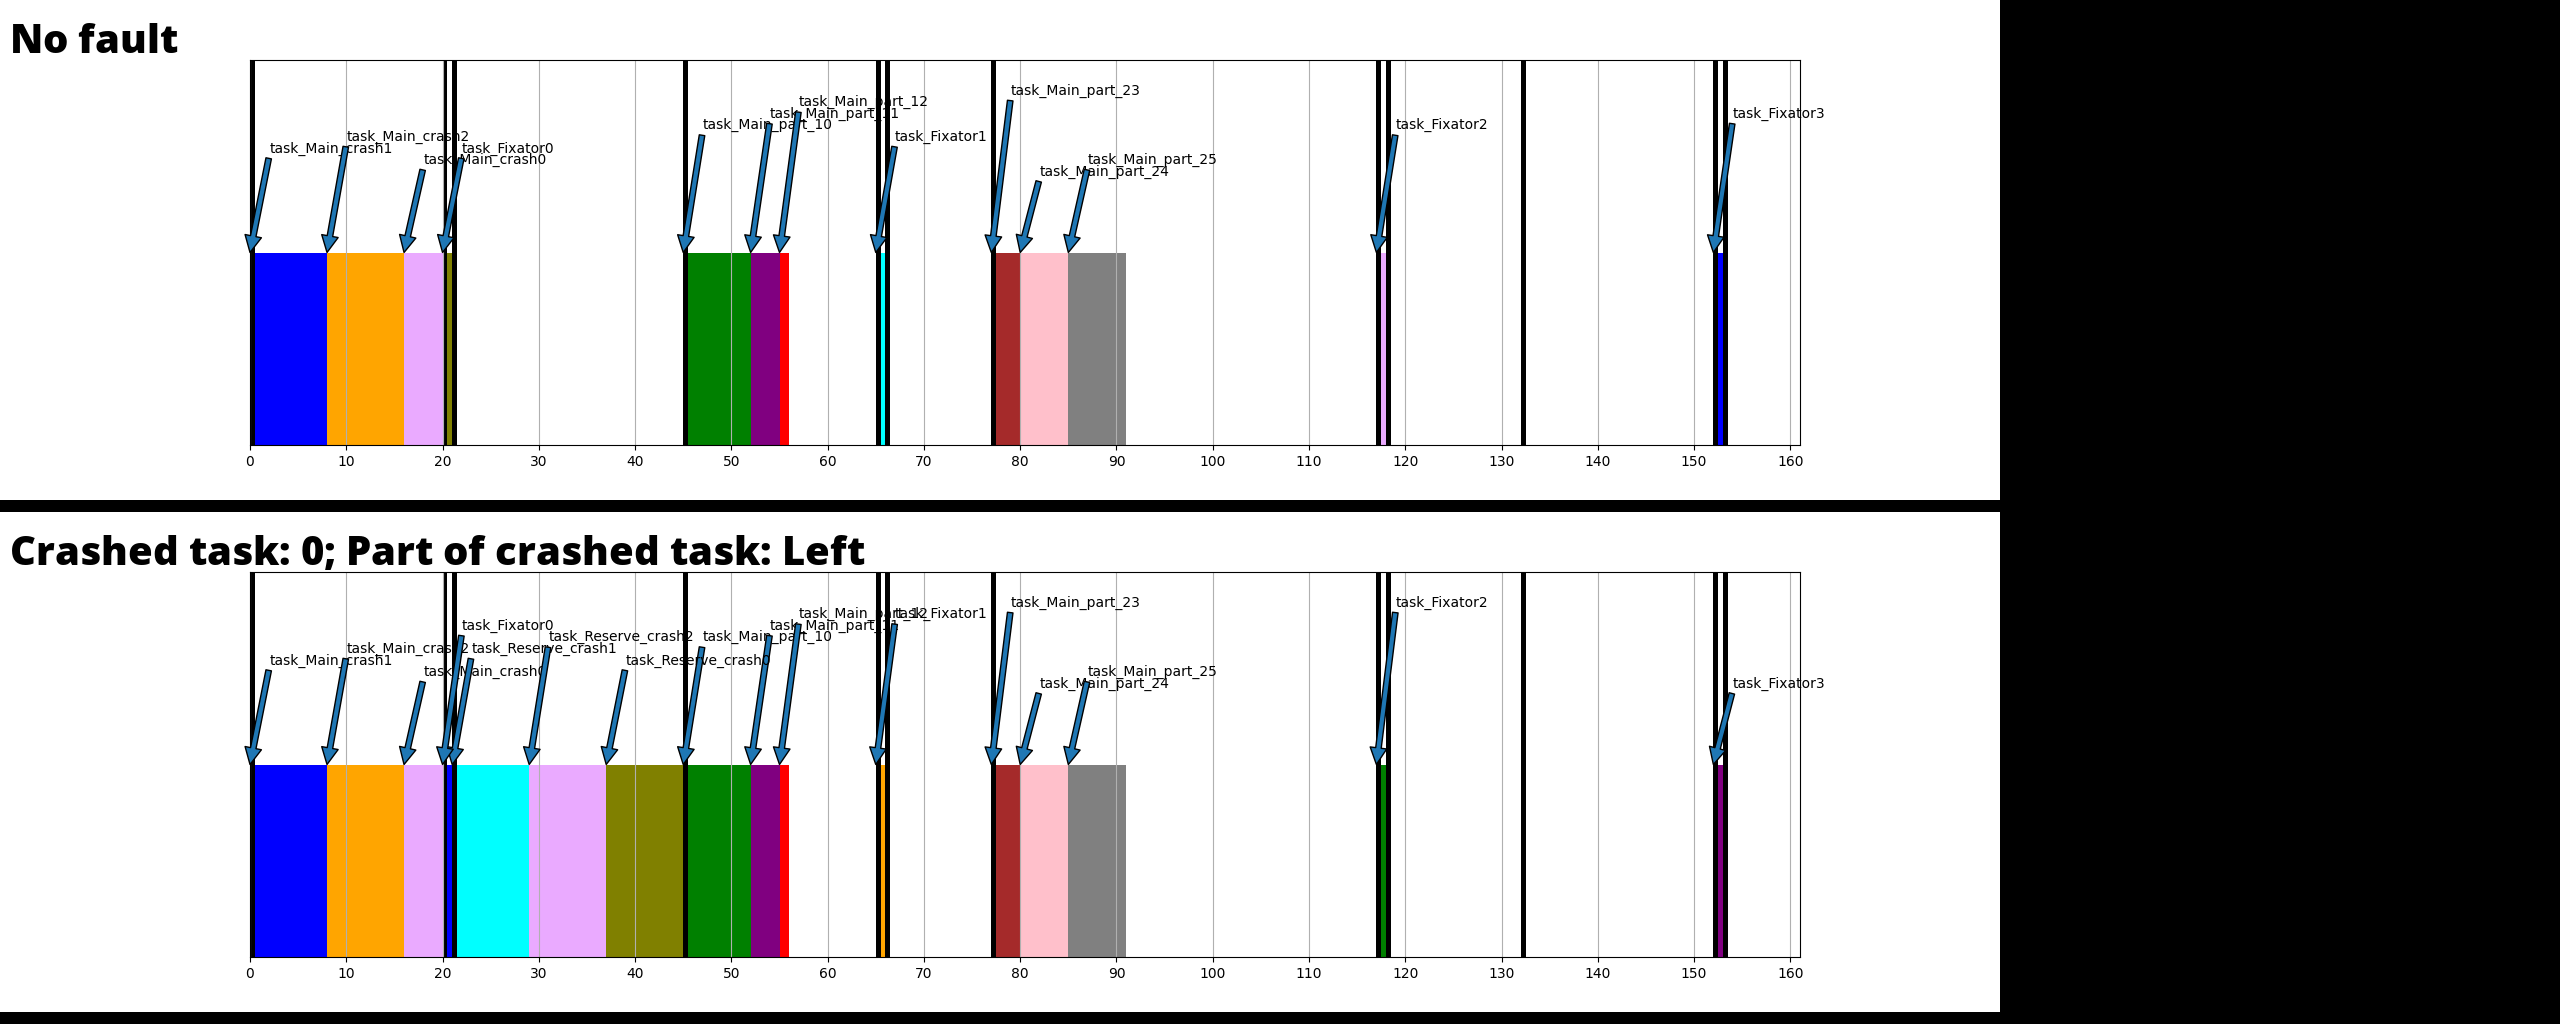 No fault
task_Main_part_23
task_Main_part_12
task_Main_part_11
task_Fixator3
task_Main_part_10
task_Fixator2
task_Main_crash2
task_Fixator1
task_Main_crash1
task_Fixator0
task_Main_crash0
task_Main_part_25
task_Main_part_24
0 10 20 30 40 50 60 70 80 90 100 110 120 130 140 150 160
Crashed task: 0; Part of crashed task: Left
task_Main_part_23
task_Fixator2
task_Main_part_12
task_Fixator1
task_Fixator0
task_Main_part_11
task_Reserve_crash2
task_Main_part_10
task_Main_crash2
task_Reserve_crash1
task_Main_crash1
task_Reserve_crash0
task_Main_crash0
task_Main_part_25
task_Main_part_24
task_Fixator3
0 10 20 30 40 50 60 70 80 90 100 110 120 130 140 150 160